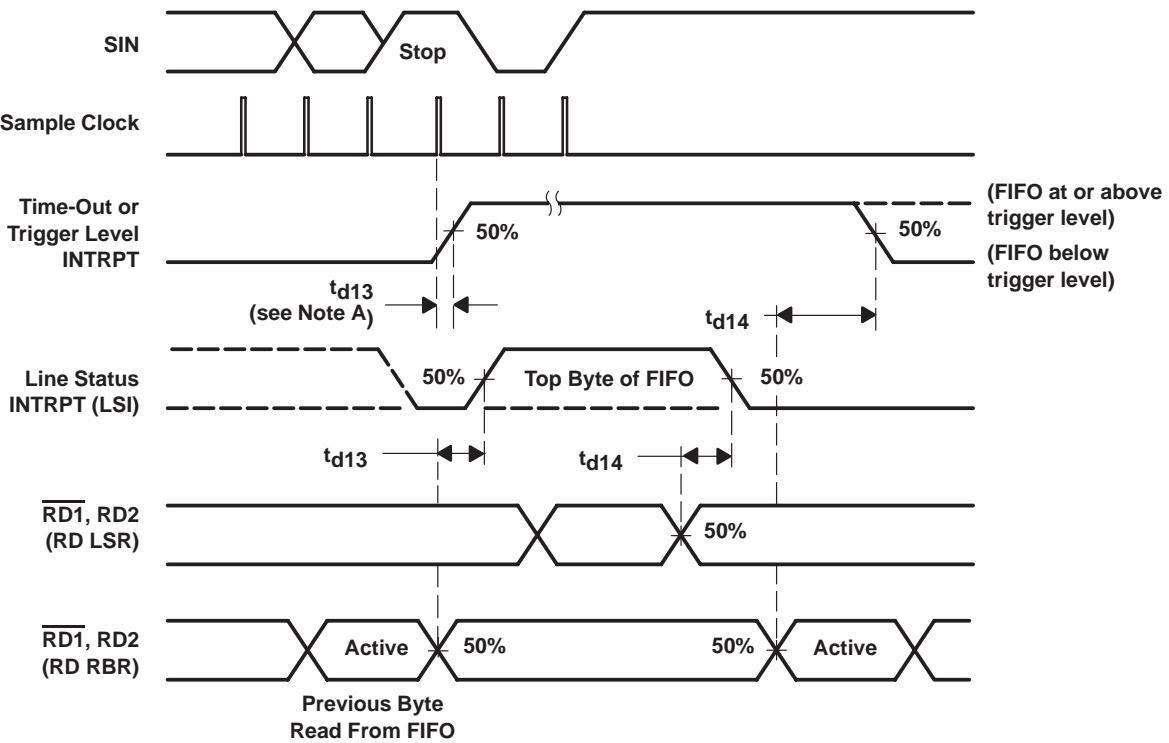 SIN
Stop
Sample Clock
Time-Out or
Trigger Level
INTRPT
50%
50%
(FIFO at or above
trigger level)
(FIFO below
trigger level)
td13
(see Note A)
td14
Line Status
INTRPT (LSI)
50%
Top Byte of FIFO
50%
td13
td14
RD1, RD2
(RD LSR)
50%
RD1, RD2
(RD RBR)
Active
50%
50%
Active
Previous Byte
Read From FIFO